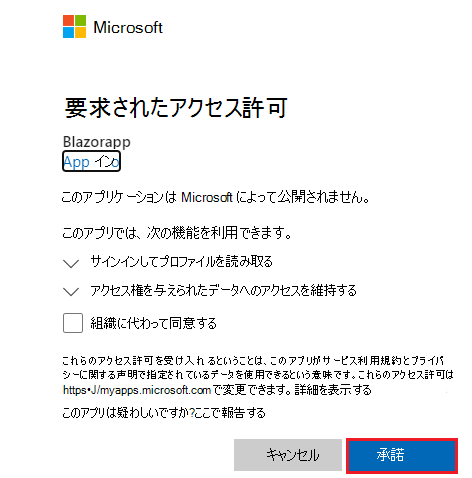 Microsoft
要求されたアクセス許可
Blazorapp
App インo
このアプリケーションは Microsoft によって公開されません。
このアプリでは、次の機能を利用できます。
サインインしてプロファイルを読み取る
アクセス権を与えられたデータへのアクセスを維持する
組織に代わって同意する
これらのアクセス許可を受け入れるということは、このアプリがサービス利用規約とプライバ
シーに関する声明で指定されているデータを使用できるという意味です。これらのアクセス許可は
https•J/myapps.microsoft.comで変更できます。詳細を表示する
このアプリは疑わしいですか?ここで報告する
キャンセル
承諾